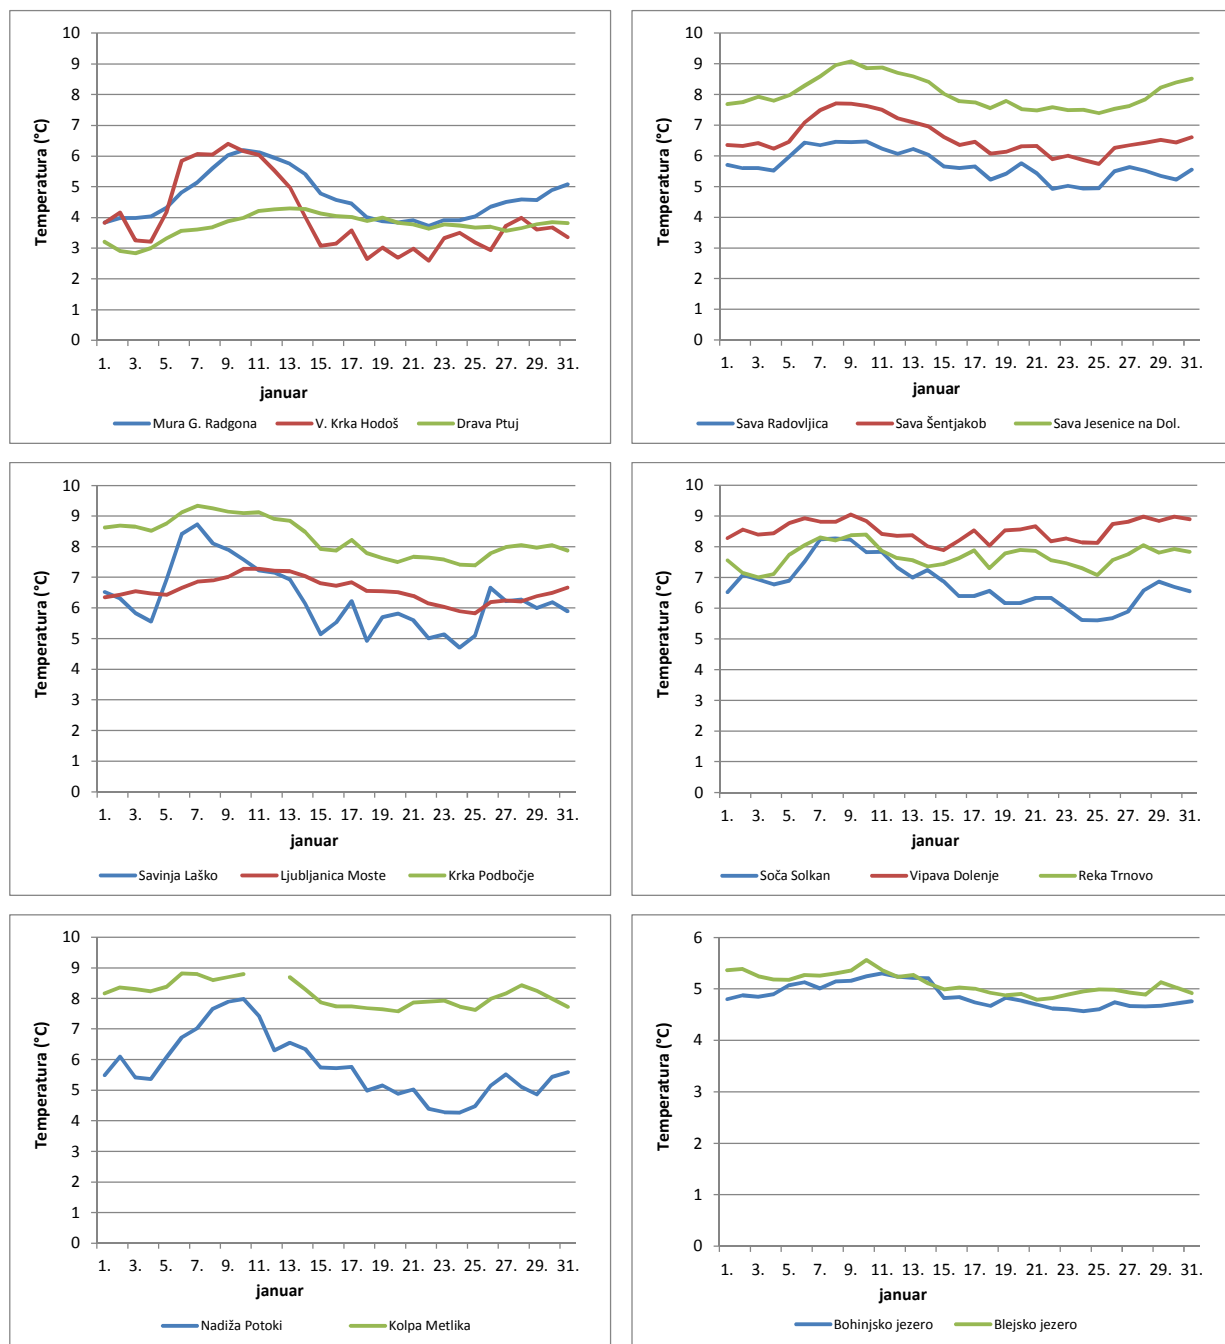 10
9
8
7
6
5
4
3
2
1
0
Temperatura (°C)
1. 3. 5. 7. 9. 11. 13. 15. 17. 19. 21. 23. 25. 27. 29. 31.
januar
Mura G. Radgona V. Krka Hodoš Drava Ptuj
10
9
8
7
6
5
4
3
2
1
0
Temperatura (°C)
1. 3. 5. 7. 9. 11. 13. 15. 17. 19. 21. 23. 25. 27. 29. 31.
januar
Sava Radovljica Sava Šentjakob Sava Jesenice na Dol.
10
9
8
7
6
5
4
3
2
1
0
Temperatura (°C)
1. 3. 5. 7. 9. 11. 13. 15. 17. 19. 21. 23. 25. 27. 29. 31.
januar
Savinja Laško Ljubljanica Moste Krka Podbočje
10
9
8
7
6
5
4
3
2
1
0
Temperatura (°C)
1. 3. 5. 7. 9. 11. 13. 15. 17. 19. 21. 23. 25. 27. 29. 31.
januar
Soča Solkan Vipava Dolenje Reka Trnovo
10
9
8
7
6
5
4
3
2
1
0
Temperatura (°C)
1. 3. 5. 7. 9. 11. 13. 15. 17. 19. 21. 23. 25. 27. 29. 31.
januar
Nadiža Potoki Kolpa Metlika
6
5
4
3
2
1
0
Temperatura (°C)
1. 3. 5. 7. 9. 11. 13. 15. 17. 19. 21. 23. 25. 27. 29. 31.
januar
Bohinjsko jezero Blejsko jezero